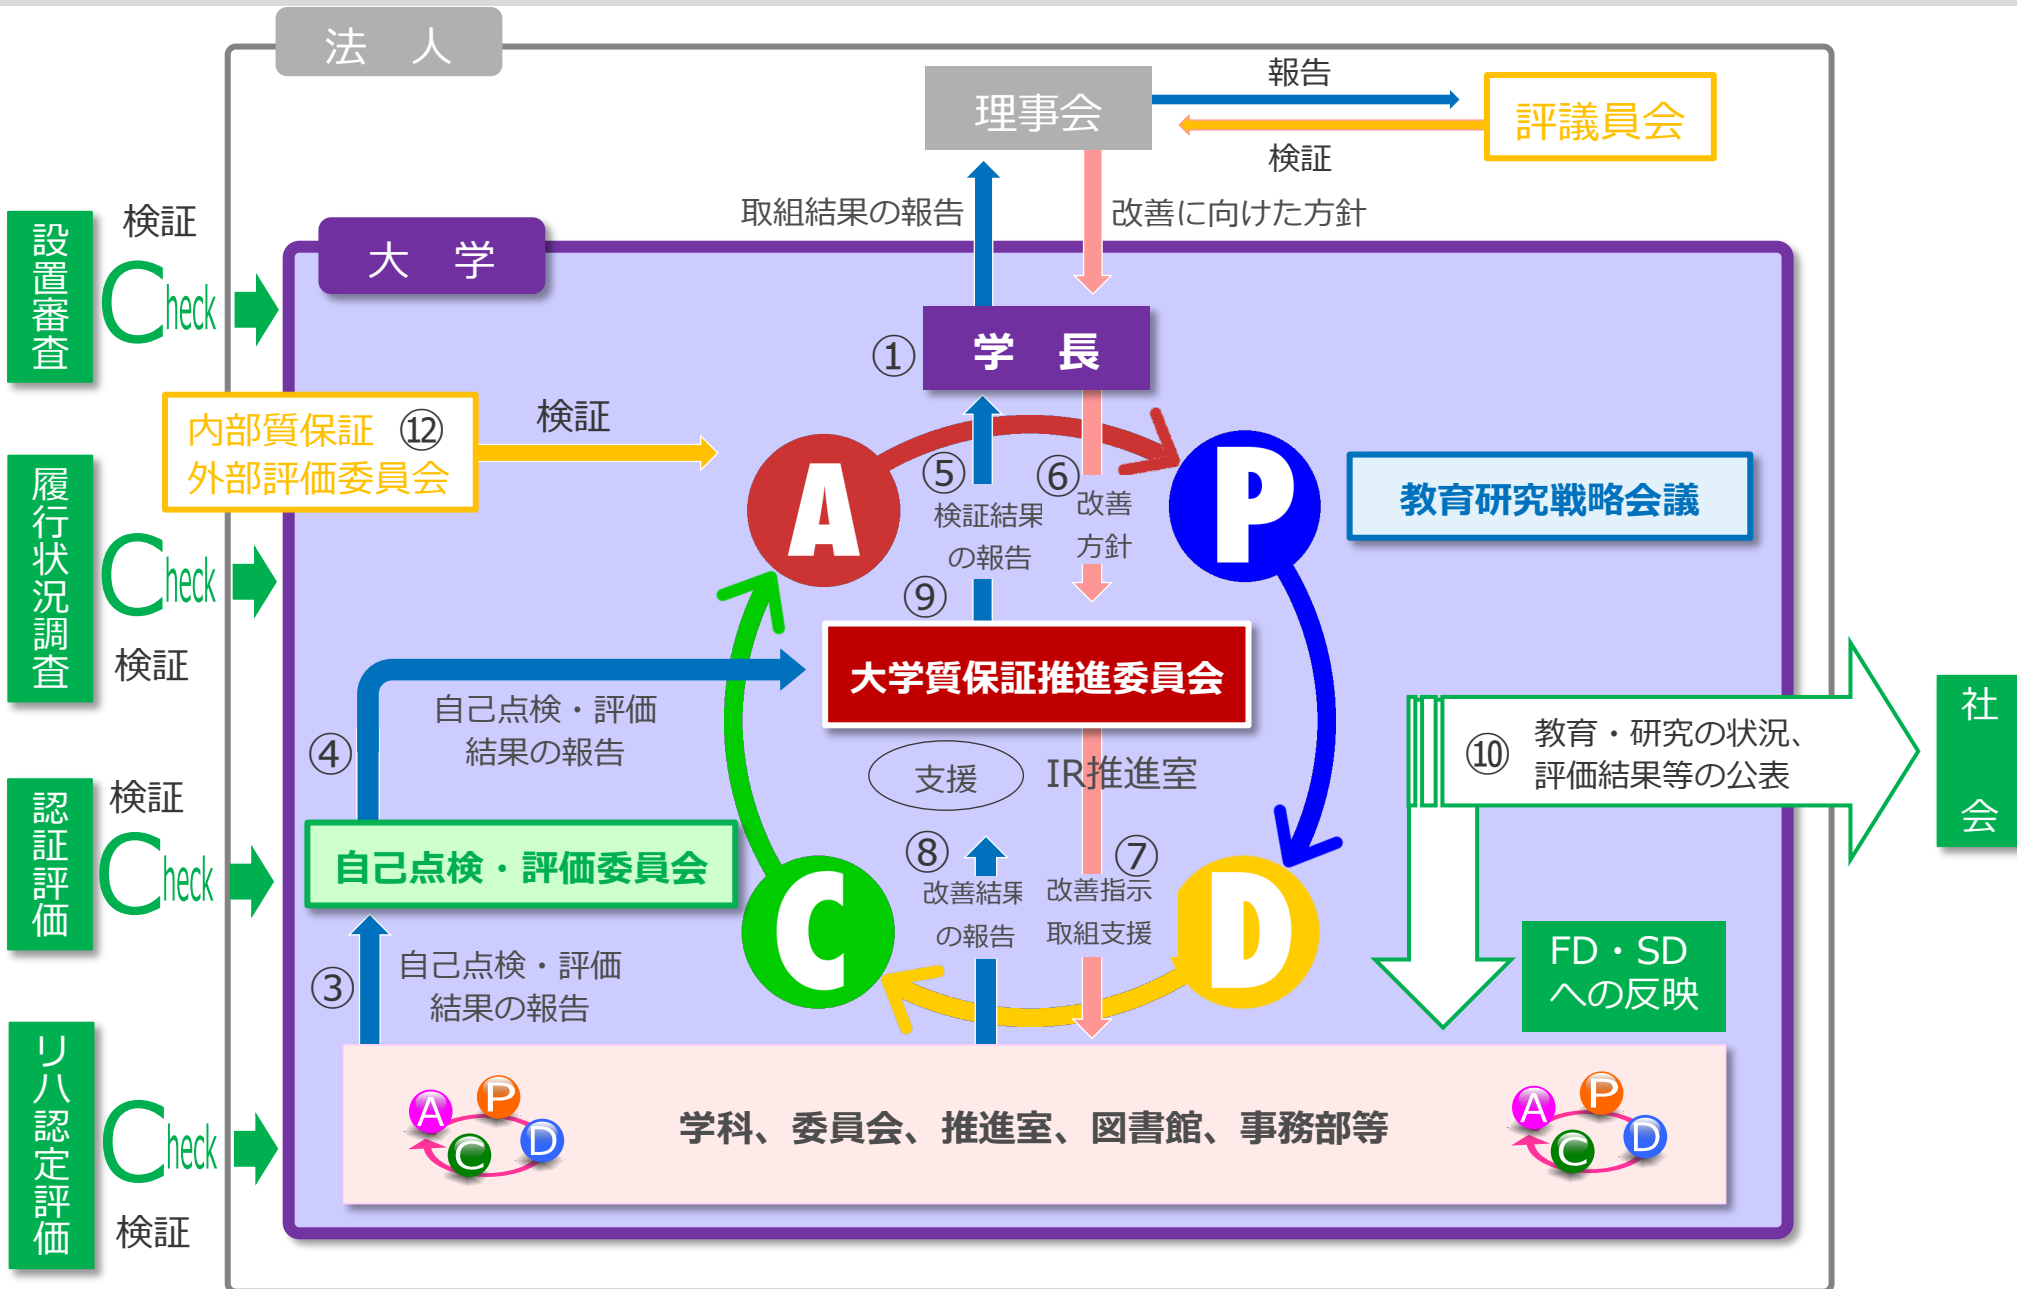 法　人
理事会
報告
評議員会
検証
取組結果の報告
改善に向けた方針
設置審査
検証
Check
大　学
学　長
①
内部質保証　⑫
外部評価委員会
検証
履行状況調査
Check
検証
A
P
⑤
検証結果
の報告
⑥
改善
方針
教育研究戦略会議
⑨
大学質保証推進委員会
④
自己点検・評価
結果の報告
支援
IR推進室
⑩
教育・研究の状況、
評価結果等の公表
社　会
認証評価
検証
Check
自己点検・評価委員会
C
D
⑧
改善結果
の報告
⑦
改善指示
取組支援
③
自己点検・評価
結果の報告
FD・SD
への反映
リハ認定評価
Check
検証
A
P
D
C
学科、委員会、推進室、図書館、事務部等
A
P
D
C